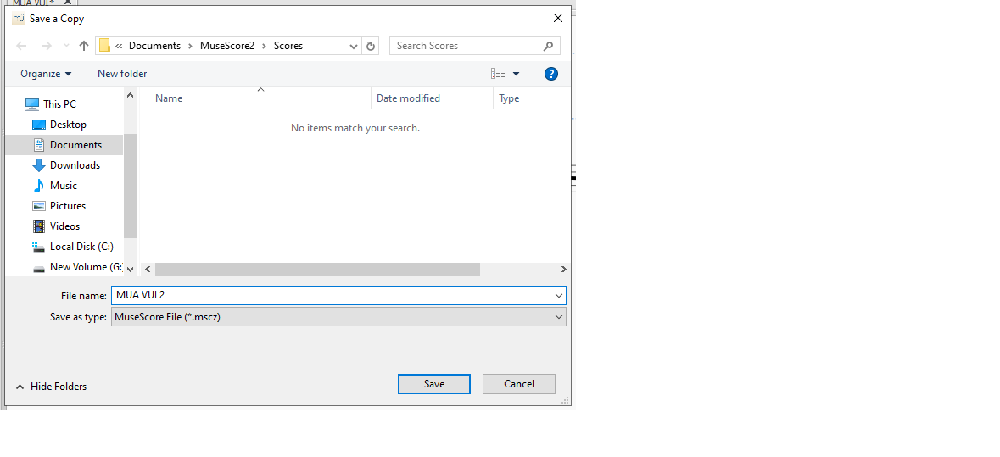 MUA VUI*
Save a Copy
« Documents > MuseScore2 > Scores
Search Scores
Organize
New folder
?
Name
Date modified
Type
No items match your search.
This PC
Desktop
Documents
Downloads
Music
Pictures
Videos
Local Disk (C:)
New Volume (G:
File name:
MUA VUI 2
Save as type:
MuseScore File (*.mscz)
Hide Folders
Save
Cancel